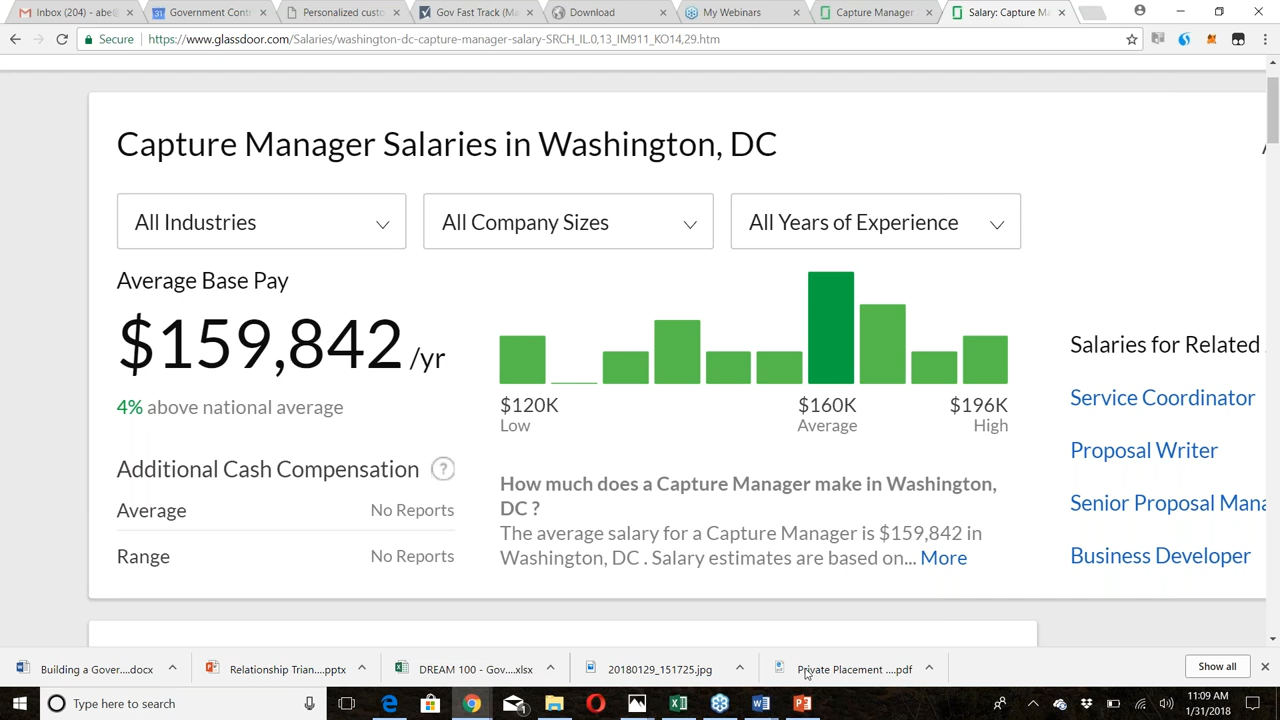 Inbox (204) - abe@
Government Contr
Personalized custo
Gov Fast Track (Ma
Download
My Webinars
Capture Manager
Salary: Capture Ma
Secure
https://www.glassdoor.com/Salaries/washington-dc-capture-manager-salary-SRCH_IL.0,13_IM911_KO14,29.htm
Capture Manager Salaries in Washington, DC
All Industries
All Company Sizes
All Years of Experience
Average Base Pay
$159,842 /yr
4% above national average
$120K
Low
$160K
Average
$196K
High
Additional Cash Compensation ?
Average No Reports
Range No Reports
How much does a Capture Manager make in Washington,
DC ?
The average salary for a Capture Manager is $159,842 in
Washington, DC . Salary estimates are based on... More
Salaries for Related
Service Coordinator
Proposal Writer
Senior Proposal Mana
Business Developer
Building a Gover....docx
Relationship Trian....pptx
DREAM 100 - Gov....xlsx
20180129_151725.jpg
Private Placement ....pdf
Show all
Type here to search
11:09 AM
1/31/2018